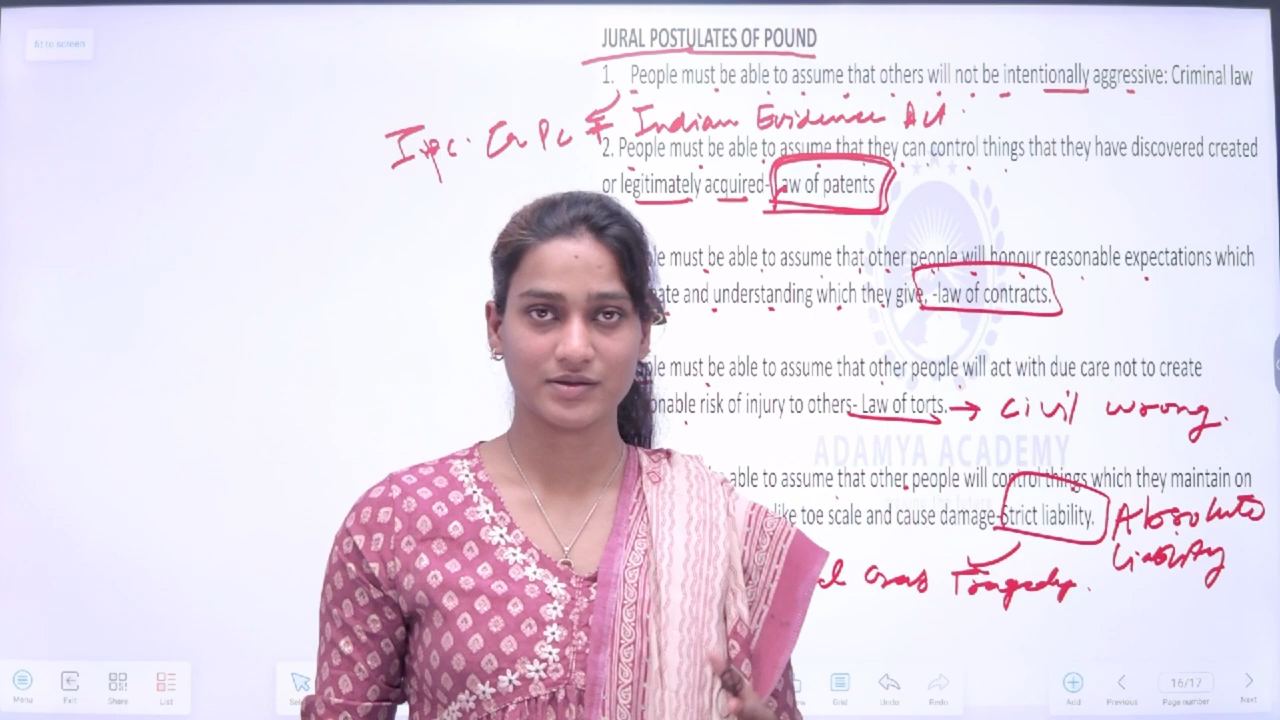 fit to screen
JURAL POSTULATES OF POUND
1. People must be able to assume that others will not be intentionally aggressive: Criminal law
Ipc. CrPc & Indian Evidence Act.
2. People must be able to assume that they can control things that they have discovered created
or legitimately acquired- Law of patents
must be able to assume that other people will honour reasonable expectations which
and understanding which they give, -law of contracts.
must be able to assume that other people will act with due care not to create
risk of injury to others- Law of torts. → civil wrong.
able to assume that other people will control things which they maintain on
like toe scale and cause damage-Strict liability. Absolute
liability
Gas Tragedy.
ADAMYA ACADEMY
Menu Exit Share List Grid Undo Redo Add Previous 16/17 Page number Next